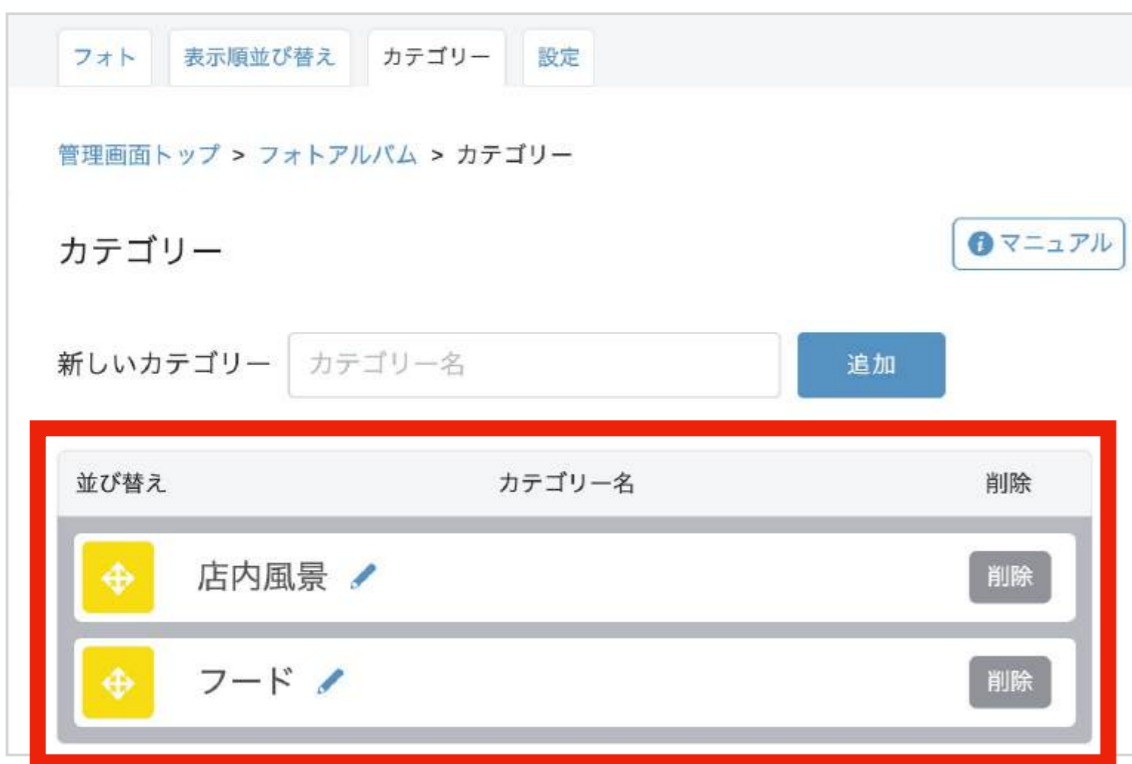 フォト 表示順並び替え カテゴリー 設定
管理画面トップ > フォトアルバム > カテゴリー
カテゴリー
マニュアル
新しいカテゴリー カテゴリー名 追加
並び替え カテゴリー名 削除
店内風景 削除
フード 削除